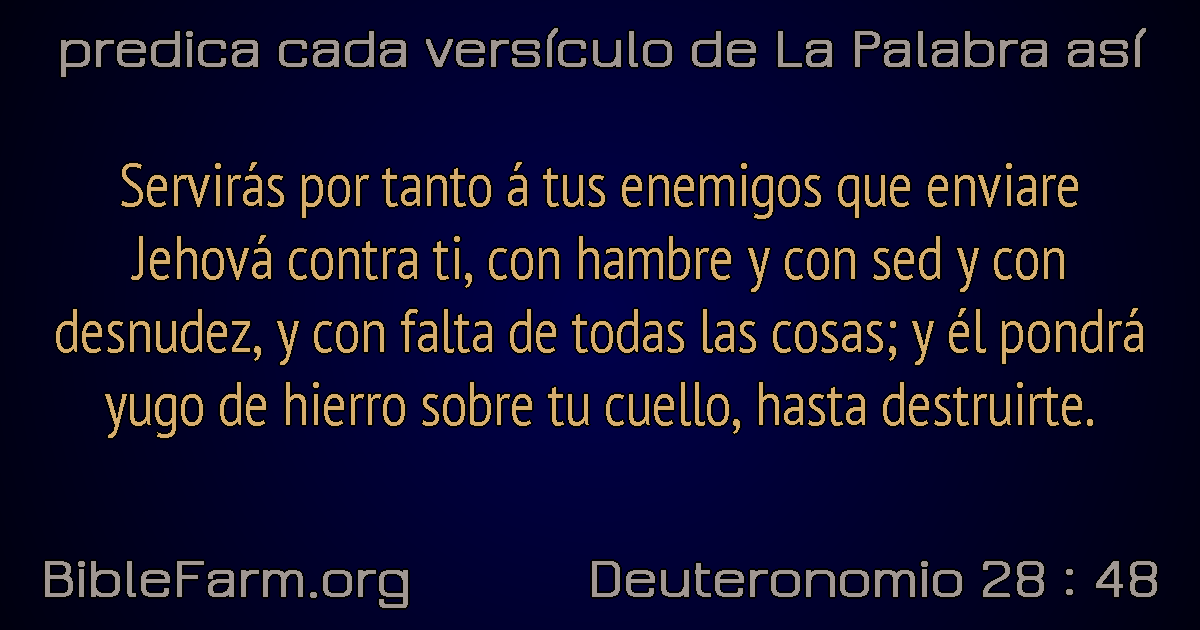 predica cada versículo de La Palabra así
Servirás por tanto á tus enemigos que enviare
Jehová contra ti, con hambre y con sed y con
desnudez, y con falta de todas las cosas; y él pondrá
yugo de hierro sobre tu cuello, hasta destruirte.
BibleFarm.org
Deuteronomio 28 : 48